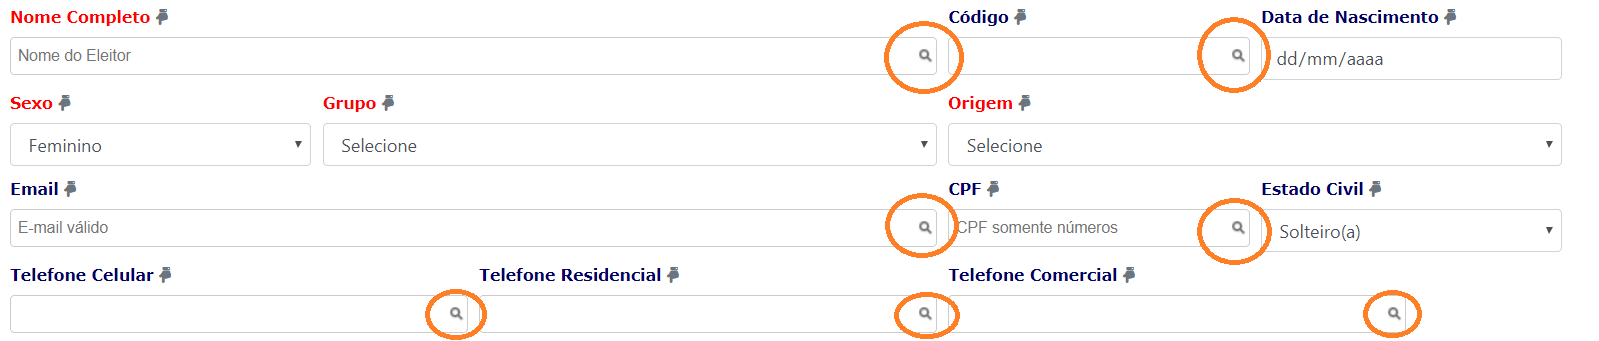 Nome Completo Código Data de Nascimento
Nome do Eleitor dd/mm/aaaa
Sexo Grupo Origem
Feminino Selecione Selecione
Email CPF Estado Civil
E-mail válido CPF somente números Solteiro(a)
Telefone Celular Telefone Residencial Telefone Comercial